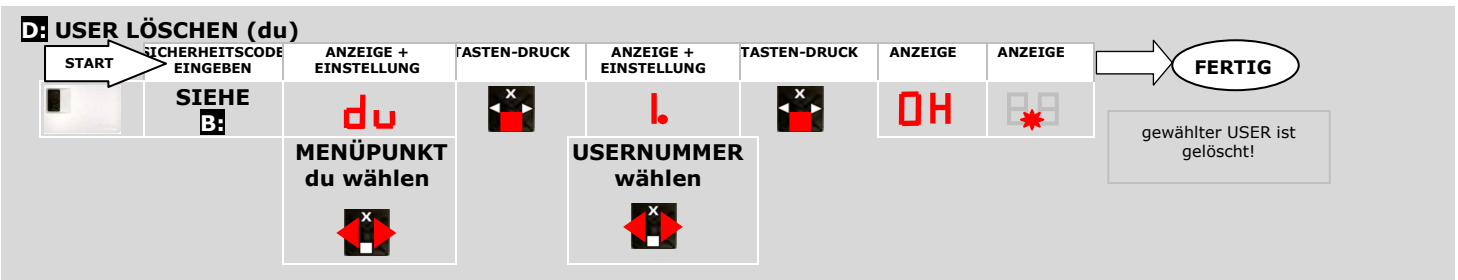 D: USER LÖSCHEN (du)
START
SICHERHEITSCODE
EINGEBEN
ANZEIGE +
EINSTELLUNG
TASTEN-DRUCK
ANZEIGE +
EINSTELLUNG
TASTEN-DRUCK
ANZEIGE
ANZEIGE
FERTIG
SIEHE
B:
du
X
1.
X
OH
gewählter USER ist
gelöscht!
MENÜPUNKT
du wählen
X
USERNUMMER
wählen
X